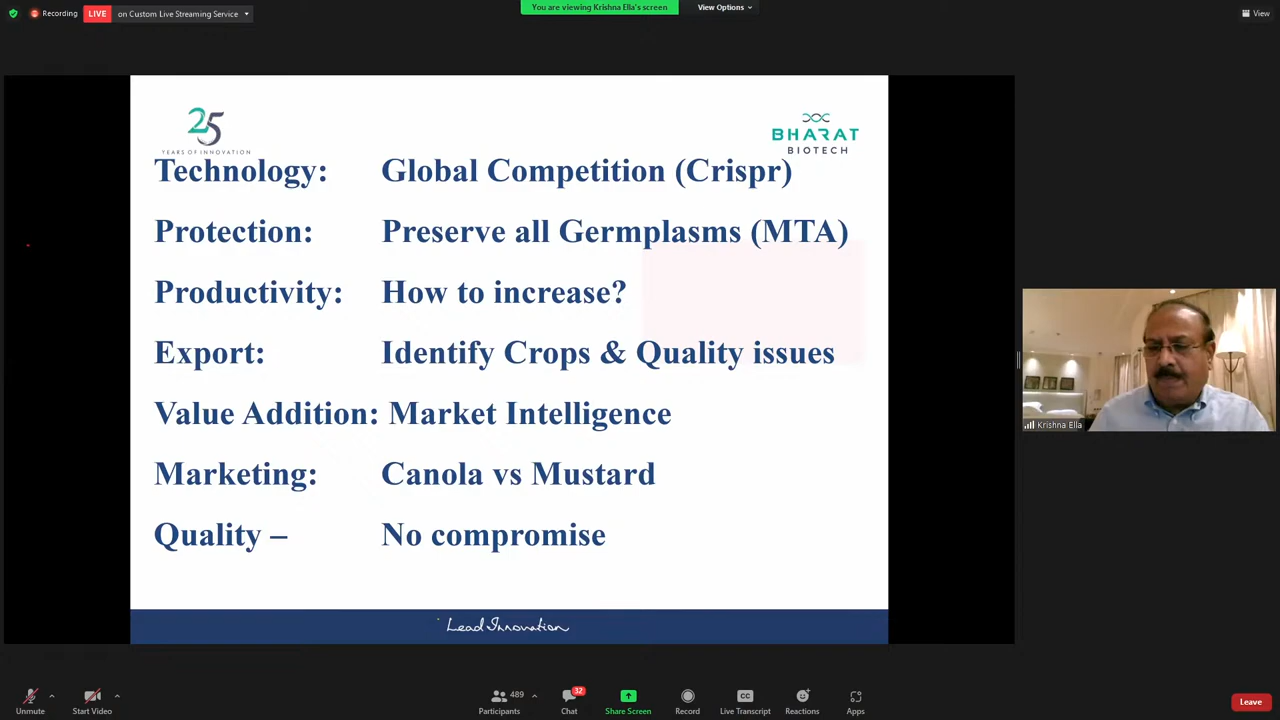 Recording
LIVE
on Custom Live Streaming Service
You are viewing Krishna Ella's screen
View Options
View
25
YEARS OF INNOVATION
BHARAT
BIOTECH
Technology: Global Competition (Crispr)
Protection: Preserve all Germplasms (MTA)
Productivity: How to increase?
Export: Identify Crops & Quality issues
Value Addition: Market Intelligence
Marketing: Canola vs Mustard
Quality – No compromise
Lead Innovation
Krishna Ella
Unmute
Start Video
489
Participants
32
Chat
Share Screen
Record
CC
Live Transcript
Reactions
Apps
Leave